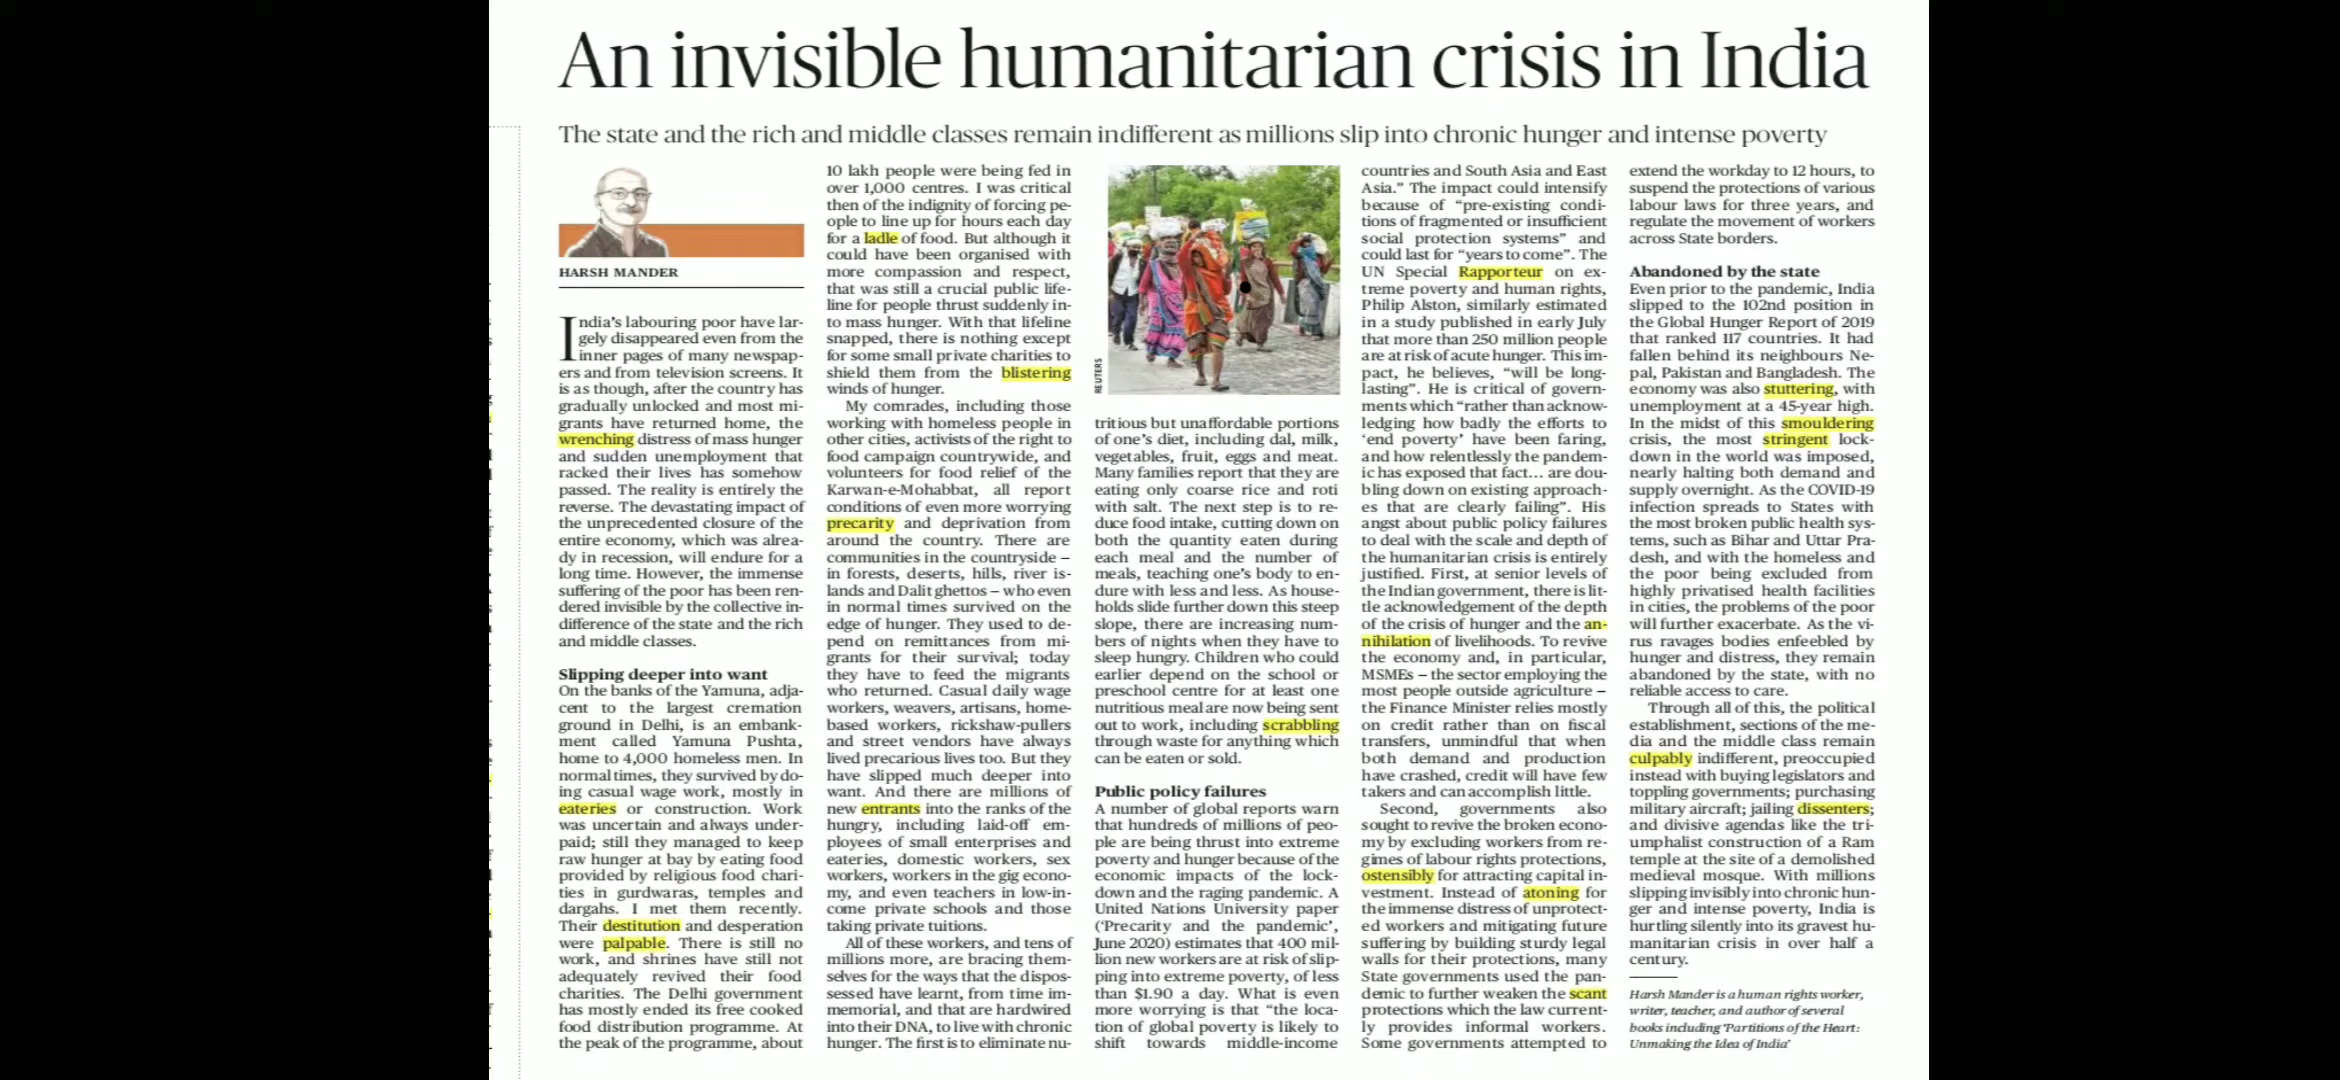 An invisible humanitarian crisis in India
The state and the rich and middle classes remain indifferent as millions slip into chronic hunger and intense poverty
HARSH MANDER
India's labouring poor have lar-
gely disappeared even from the
inner pages of many newspap-
ers and from television screens. It
is as though, after the country has
gradually unlocked and most mi-
grants have returned home, the
wrenching distress of mass hunger
and sudden unemployment that
racked their lives has somehow
passed. The reality is entirely the
reverse. The devastating impact of
the unprecedented closure of the
entire economy, which was alrea-
dy in recession, will endure for a
long time. However, the immense
suffering of the poor has been ren-
dered invisible by the collective in-
difference of the state and the rich
and middle classes.
Slipping deeper into want
On the banks of the Yamuna, adja-
cent to the largest cremation
ground in Delhi, is an embank-
ment called Yamuna Pushta,
home to 4,000 homeless men. In
normal times, they survived by do-
ing casual wage work, mostly in
eateries or construction. Work
was uncertain and always under-
paid; still they managed to keep
raw hunger at bay by eating food
provided by religious food chari-
ties in gurdwaras, temples and
dargahs. I met them recently.
Their destitution and desperation
were palpable. There is still no
work, and shrines have still not
adequately revived their food
charities. The Delhi government
has mostly ended its free cooked
food distribution programme. At
the peak of the programme, about
10 lakh people were being fed in
over 1,000 centres. I was critical
then of the indignity of forcing pe-
ople to line up for hours each day
for a ladle of food. But although it
could have been organised with
more compassion and respect,
that was still a crucial public life-
line for people thrust suddenly in-
to mass hunger. With that lifeline
snapped, there is nothing except
for some small private charities to
shield them from the blistering
winds of hunger.
My comrades, including those
working with homeless people in
other cities, activists of the right to
food campaign countrywide, and
volunteers for food relief of the
Karwan-e-Mohabbat, all report
conditions of even more worrying
precarity and deprivation from
around the country. There are
communities in the countryside –
in forests, deserts, hills, river is-
lands and Dalit ghettos – who even
in normal times survived on the
edge of hunger. They used to de-
pend on remittances from mi-
grants for their survival; today
they have to feed the migrants
who returned. Casual daily wage
workers, weavers, artisans, home-
based workers, rickshaw-pullers
and street vendors have always
lived precarious lives too. But they
have slipped much deeper into
want. And there are millions of
new entrants into the ranks of the
hungry, including laid-off em-
ployees of small enterprises and
eateries, domestic workers, sex
workers, workers in the gig econo-
my, and even teachers in low-in-
come private schools and those
taking private tuitions.
All of these workers, and tens of
millions more, are bracing them-
selves for the ways that the dispos-
sessed have learnt, from time im-
memorial, and that are hardwired
into their DNA, to live with chronic
hunger. The first is to eliminate nu-
REUTERS
tritious but unaffordable portions
of one's diet, including dal, milk,
vegetables, fruit, eggs and meat.
Many families report that they are
eating only coarse rice and roti
with salt. The next step is to re-
duce food intake, cutting down on
both the quantity eaten during
each meal and the number of
meals, teaching one's body to en-
dure with less and less. As house-
holds slide further down this steep
slope, there are increasing num-
bers of nights when they have to
sleep hungry. Children who could
earlier depend on the school or
preschool centre for at least one
nutritious meal are now being sent
out to work, including scrabbling
through waste for anything which
can be eaten or sold.
Public policy failures
A number of global reports warn
that hundreds of millions of peo-
ple are being thrust into extreme
poverty and hunger because of the
economic impacts of the lock-
down and the raging pandemic. A
United Nations University paper
('Precarity and the pandemic',
June 2020) estimates that 400 mil-
lion new workers are at risk of slip-
ping into extreme poverty, of less
than $1.90 a day. What is even
more worrying is that "the loca-
tion of global poverty is likely to
shift towards middle-income
countries and South Asia and East
Asia." The impact could intensify
because of "pre-existing condi-
tions of fragmented or insufficient
social protection systems" and
could last for "years to come". The
UN Special Rapporteur on ex-
treme poverty and human rights,
Philip Alston, similarly estimated
in a study published in early July
that more than 250 million people
are at risk of acute hunger. This im-
pact, he believes, "will be long-
lasting". He is critical of govern-
ments which "rather than acknow-
ledging how badly the efforts to
'end poverty' have been faring,
and how relentlessly the pandem-
ic has exposed that fact... are dou-
bling down on existing approach-
es that are clearly failing". His
angst about public policy failures
to deal with the scale and depth of
the humanitarian crisis is entirely
justified. First, at senior levels of
the Indian government, there is lit-
tle acknowledgement of the depth
of the crisis of hunger and the an-
nihilation of livelihoods. To revive
the economy and, in particular,
MSMEs – the sector employing the
most people outside agriculture –
the Finance Minister relies mostly
on credit rather than on fiscal
transfers, unmindful that when
both demand and production
have crashed, credit will have few
takers and can accomplish little.
Second, governments also
sought to revive the broken econo-
my by excluding workers from re-
gimes of labour rights protections,
ostensibly for attracting capital in-
vestment. Instead of atoning for
the immense distress of unprotect-
ed workers and mitigating future
suffering by building sturdy legal
walls for their protections, many
State governments used the pan-
demic to further weaken the scant
protections which the law current-
ly provides informal workers.
Some governments attempted to
extend the workday to 12 hours, to
suspend the protections of various
labour laws for three years, and
regulate the movement of workers
across State borders.
Abandoned by the state
Even prior to the pandemic, India
slipped to the 102nd position in
the Global Hunger Report of 2019
that ranked 117 countries. It had
fallen behind its neighbours Ne-
pal, Pakistan and Bangladesh. The
economy was also stuttering, with
unemployment at a 45-year high.
In the midst of this smouldering
crisis, the most stringent lock-
down in the world was imposed,
nearly halting both demand and
supply overnight. As the COVID-19
infection spreads to States with
the most broken public health sys-
tems, such as Bihar and Uttar Pra-
desh, and with the homeless and
the poor being excluded from
highly privatised health facilities
in cities, the problems of the poor
will further exacerbate. As the vi-
rus ravages bodies enfeebled by
hunger and distress, they remain
abandoned by the state, with no
reliable access to care.
Through all of this, the political
establishment, sections of the me-
dia and the middle class remain
culpably indifferent, preoccupied
instead with buying legislators and
toppling governments; purchasing
military aircraft; jailing dissenters;
and divisive agendas like the tri-
umphalist construction of a Ram
temple at the site of a demolished
medieval mosque. With millions
slipping invisibly into chronic hun-
ger and intense poverty, India is
hurtling silently into its gravest hu-
manitarian crisis in over half a
century.
Harsh Mander is a human rights worker,
writer, teacher, and author of several
books including 'Partitions of the Heart:
Unmaking the Idea of India'